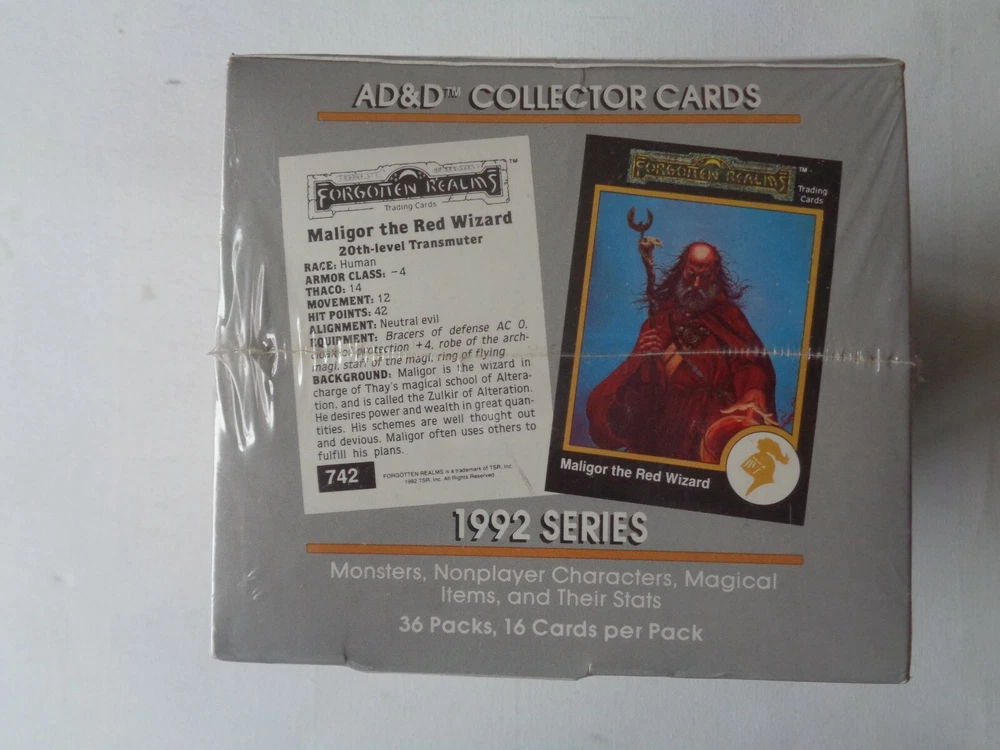 AD&D™ COLLECTOR CARDS
FORGOTTEN REALMS™
Trading Cards
Maligor the Red Wizard
20th-level Transmuter
RACE: Human
ARMOR CLASS: -4
THACO: 14
MOVEMENT: 12
HIT POINTS: 42
ALIGNMENT: Neutral evil
EQUIPMENT: Bracers of defense AC 0,
cloak of protection +4, robe of the arch-
magi, staff of the magi, ring of flying
BACKGROUND: Maligor is the wizard in
charge of Thay's magical school of Altera-
tion, and is called the Zulkir of Alteration.
He desires power and wealth in great quan-
tities. His schemes are well thought out
and devious. Maligor often uses others to
fulfill his plans.
742
FORGOTTEN REALMS is a trademark of TSR, Inc.
1992 TSR, Inc. All Rights Reserved
FORGOTTEN REALMS™
Trading
Cards
Maligor the Red Wizard
1992 SERIES
Monsters, Nonplayer Characters, Magical
Items, and Their Stats
36 Packs, 16 Cards per Pack